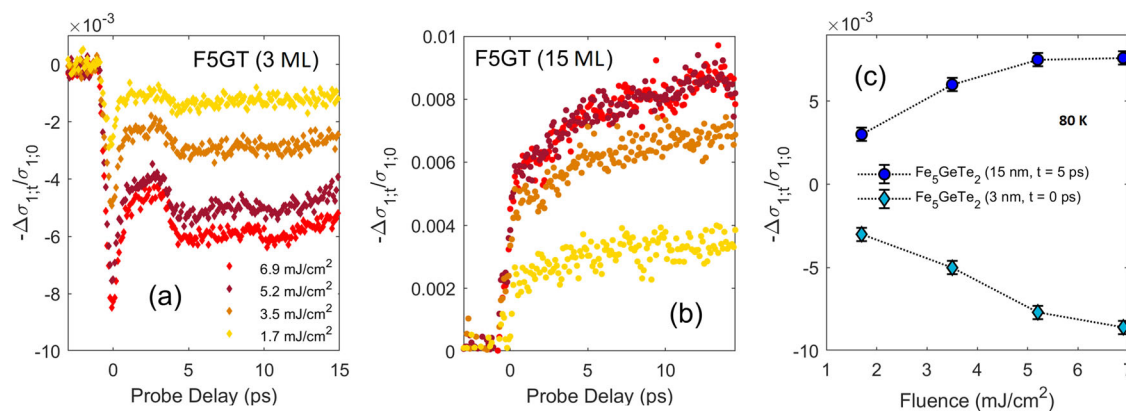 ×10⁻³
F5GT (3 ML)
0
-2
-4
-6
-8
-10
-Δσ₁;ₜ/σ₁;₀
6.9 mJ/cm²
5.2 mJ/cm²
3.5 mJ/cm²
1.7 mJ/cm²
(a)
0
5
10
15
Probe Delay (ps)
F5GT (15 ML)
0.01
0.008
0.006
0.004
0.002
0
-Δσ₁;ₜ/σ₁;₀
(b)
0
5
10
Probe Delay (ps)
×10⁻³
(c)
80 K
5
0
-5
-10
-Δσ₁;ₜ/σ₁;₀
Fe₅GeTe₂ (15 nm, t = 5 ps)
Fe₅GeTe₂ (3 nm, t = 0 ps)
1
2
3
4
5
6
7
Fluence (mJ/cm²)